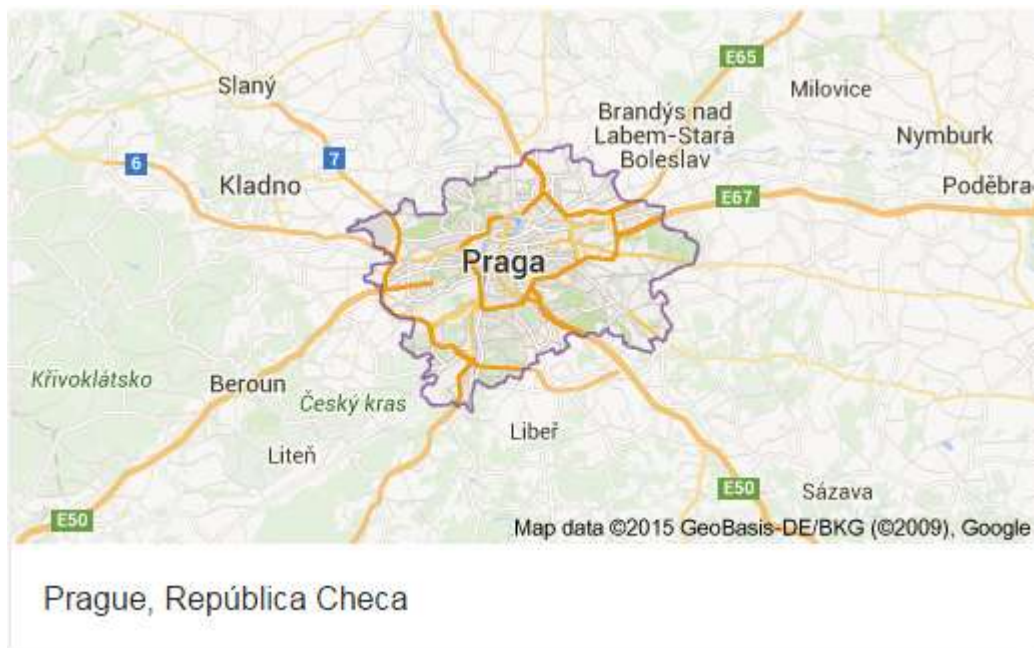 E65
Slaný
Milovice
Brandýs nad
Labem-Stará
Boleslav
Nymburk
6
7
Kladno
E67
Praga
Křivoklátsko
Beroun
Český kras
Libeř
Liteň
E50
Sázava
E50
Map data ©2015 GeoBasis-DE/BKG (©2009), Google
Prague, República Checa